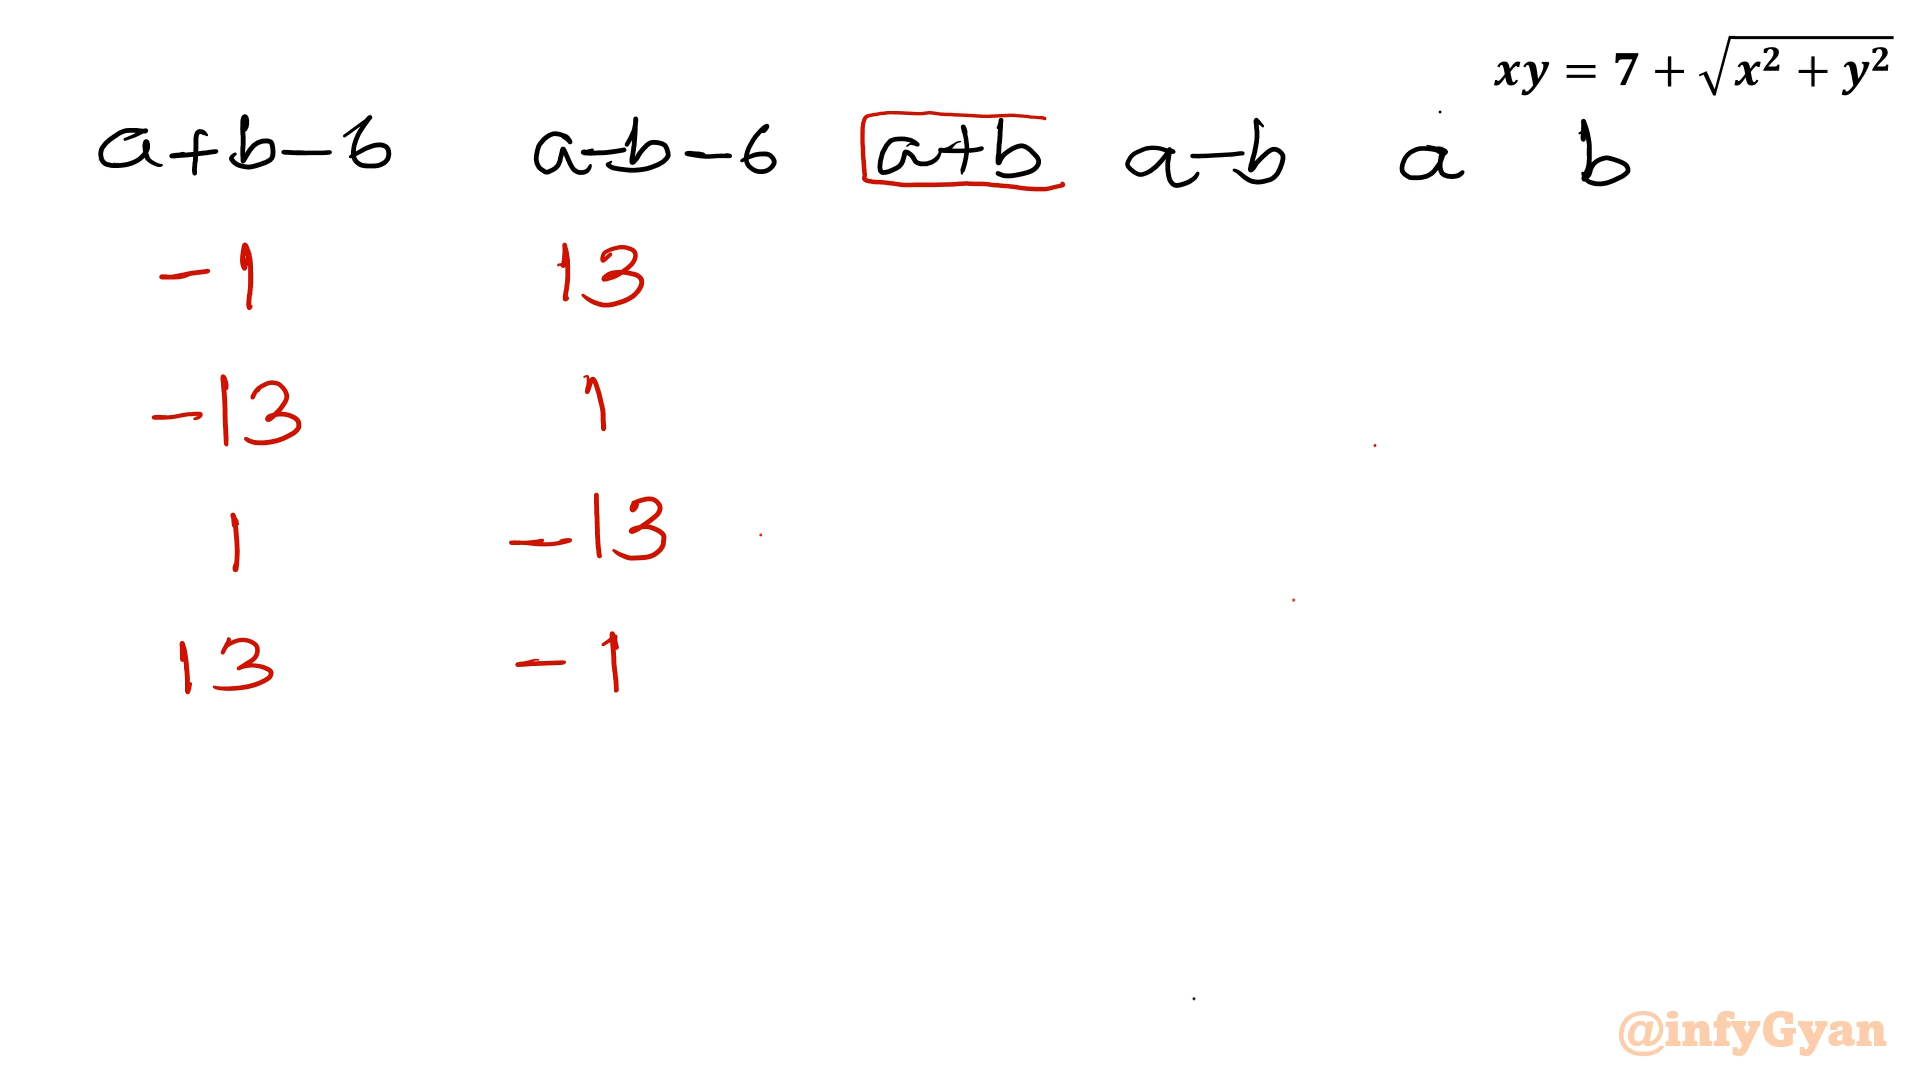 xy = 7 + √(x² + y²)
a+b-6 a-b-6 a+b a-b a b
-1 13
-13 1
1 -13
13 -1
@infyGyan